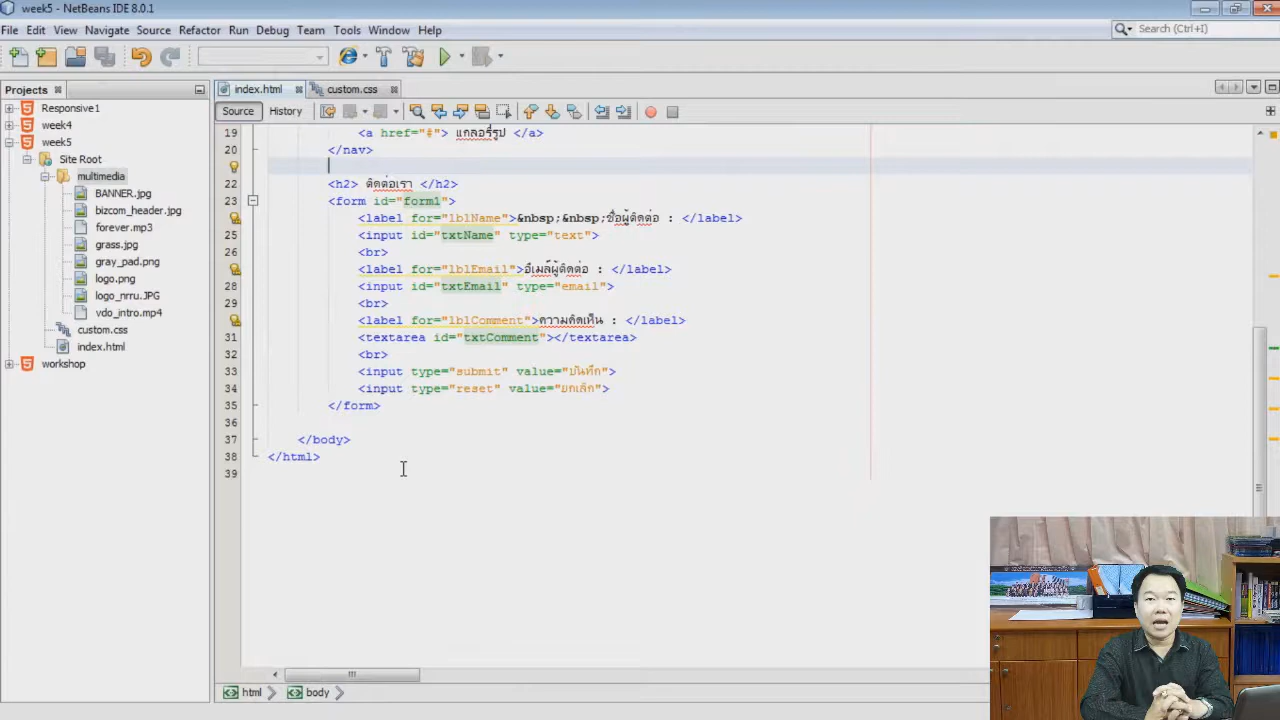 week5 - NetBeans IDE 8.0.1
File Edit View Navigate Source Refactor Run Debug Team Tools Window Help
Search (Ctrl+I)
Projects
index.html custom.css
Source History
Responsive1
week4
week5
Site Root
multimedia
BANNER.jpg
bizcom_header.jpg
forever.mp3
grass.jpg
gray_pad.png
logo.png
logo_nrru.JPG
vdo_intro.mp4
custom.css
index.html
workshop
19 <a href="#"> แกลอรี่รูป </a>
20 </nav>
22 <h2> ติดต่อเรา </h2>
23 <form id="form1">
<label for="lblName">&nbsp;&nbsp;ชื่อผู้ติดต่อ : </label>
25 <input id="txtName" type="text">
26 <br>
<label for="lblEmail">อีเมล์ผู้ติดต่อ : </label>
28 <input id="txtEmail" type="email">
29 <br>
<label for="lblComment">ความคิดเห็น : </label>
31 <textarea id="txtComment"></textarea>
32 <br>
33 <input type="submit" value="บันทึก">
34 <input type="reset" value="ยกเลิก">
35 </form>
36
37 </body>
38 </html>
39
html body